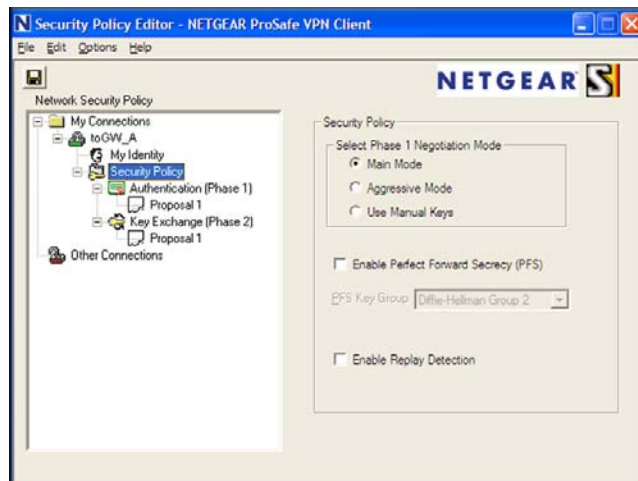 N Security Policy Editor - NETGEAR ProSafe VPN Client
File Edit Options Help
NETGEAR S
Network Security Policy
My Connections
toGW_A
My Identity
Security Policy
Authentication (Phase 1)
Proposal 1
Key Exchange (Phase 2)
Proposal 1
Other Connections
Security Policy
Select Phase 1 Negotiation Mode
Main Mode
Aggressive Mode
Use Manual Keys
Enable Perfect Forward Secrecy (PFS)
PFS Key Group Diffie-Hellman Group 2
Enable Replay Detection